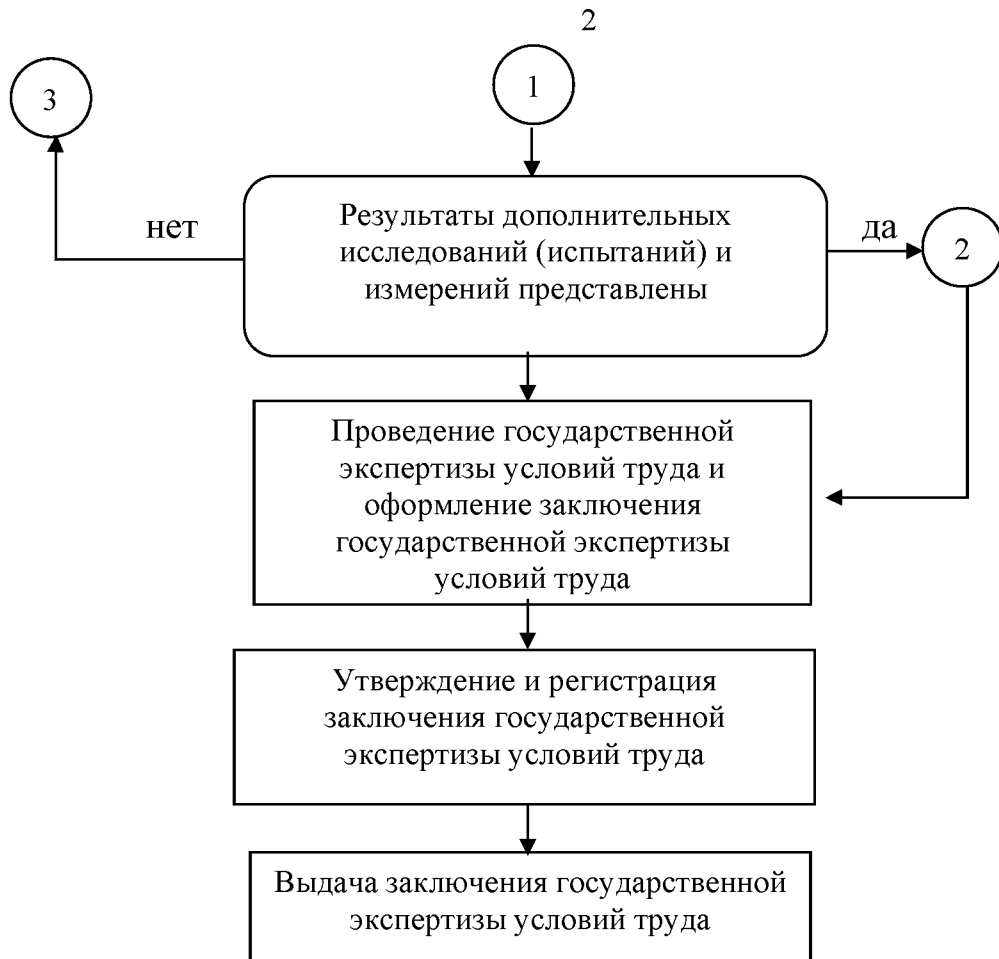 2
3
1
нет
Результаты дополнительных
исследований (испытаний) и
измерений представлены
да
2
Проведение государственной
экспертизы условий труда и
оформление заключения
государственной экспертизы
условий труда
Утверждение и регистрация
заключения государственной
экспертизы условий труда
Выдача заключения государственной
экспертизы условий труда